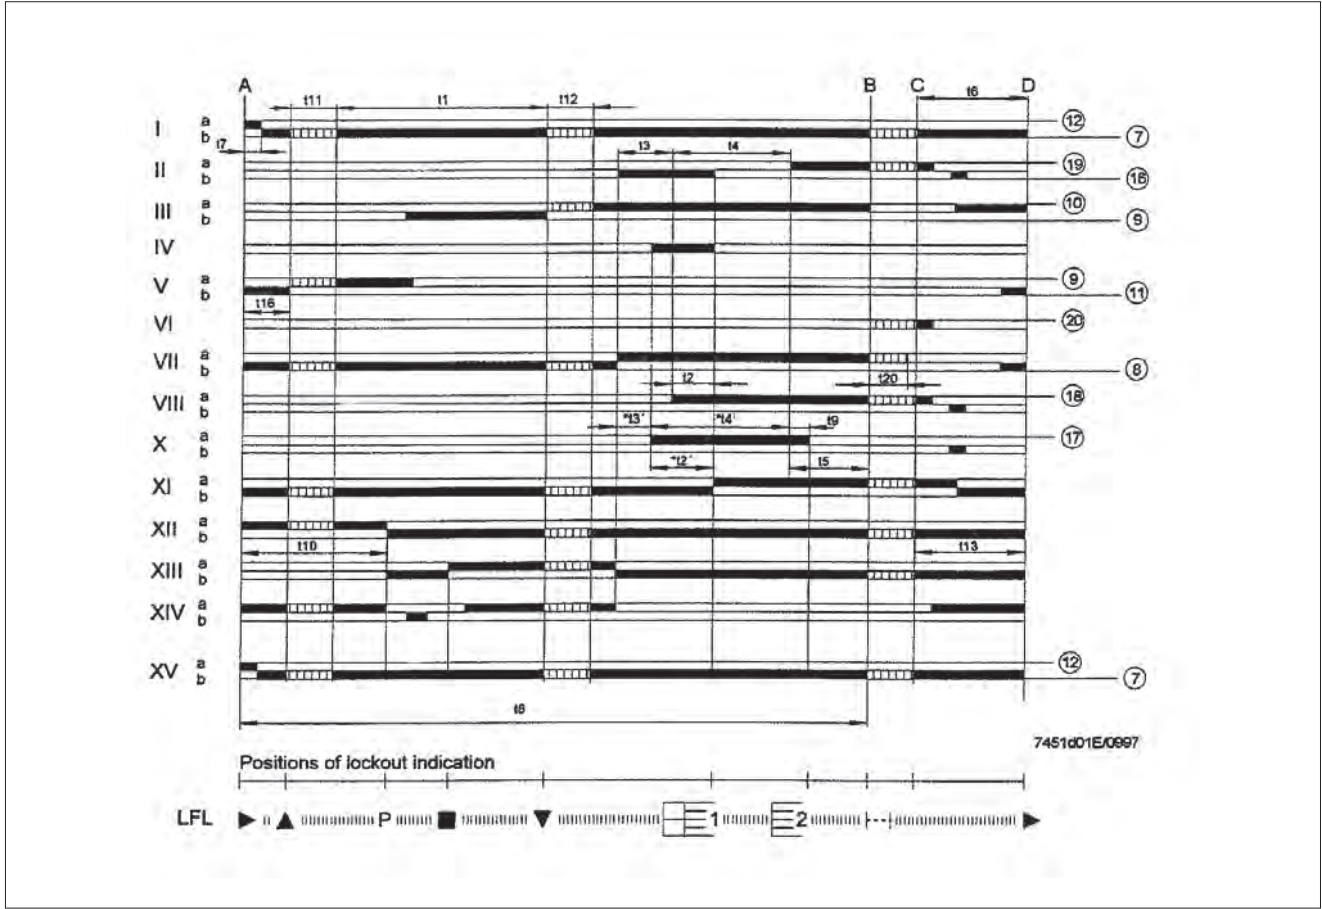 A B C D
t11 t1 t12 t6
I a b 12 7
t7
t3 t4
II a b 19 16
III a b 10 9
IV
V a b 9 11
t16
VI 20
VII a b 8
t2 t20
VIII a b 18
"t3' "t4' t9
X a b 17
"t2' t5
XI a b
XII a b
t10 t13
XIII a b
XIV a b
XV a b 12 7
t8
7451d01E/0997
Positions of lockout indication
LFL P 1 2